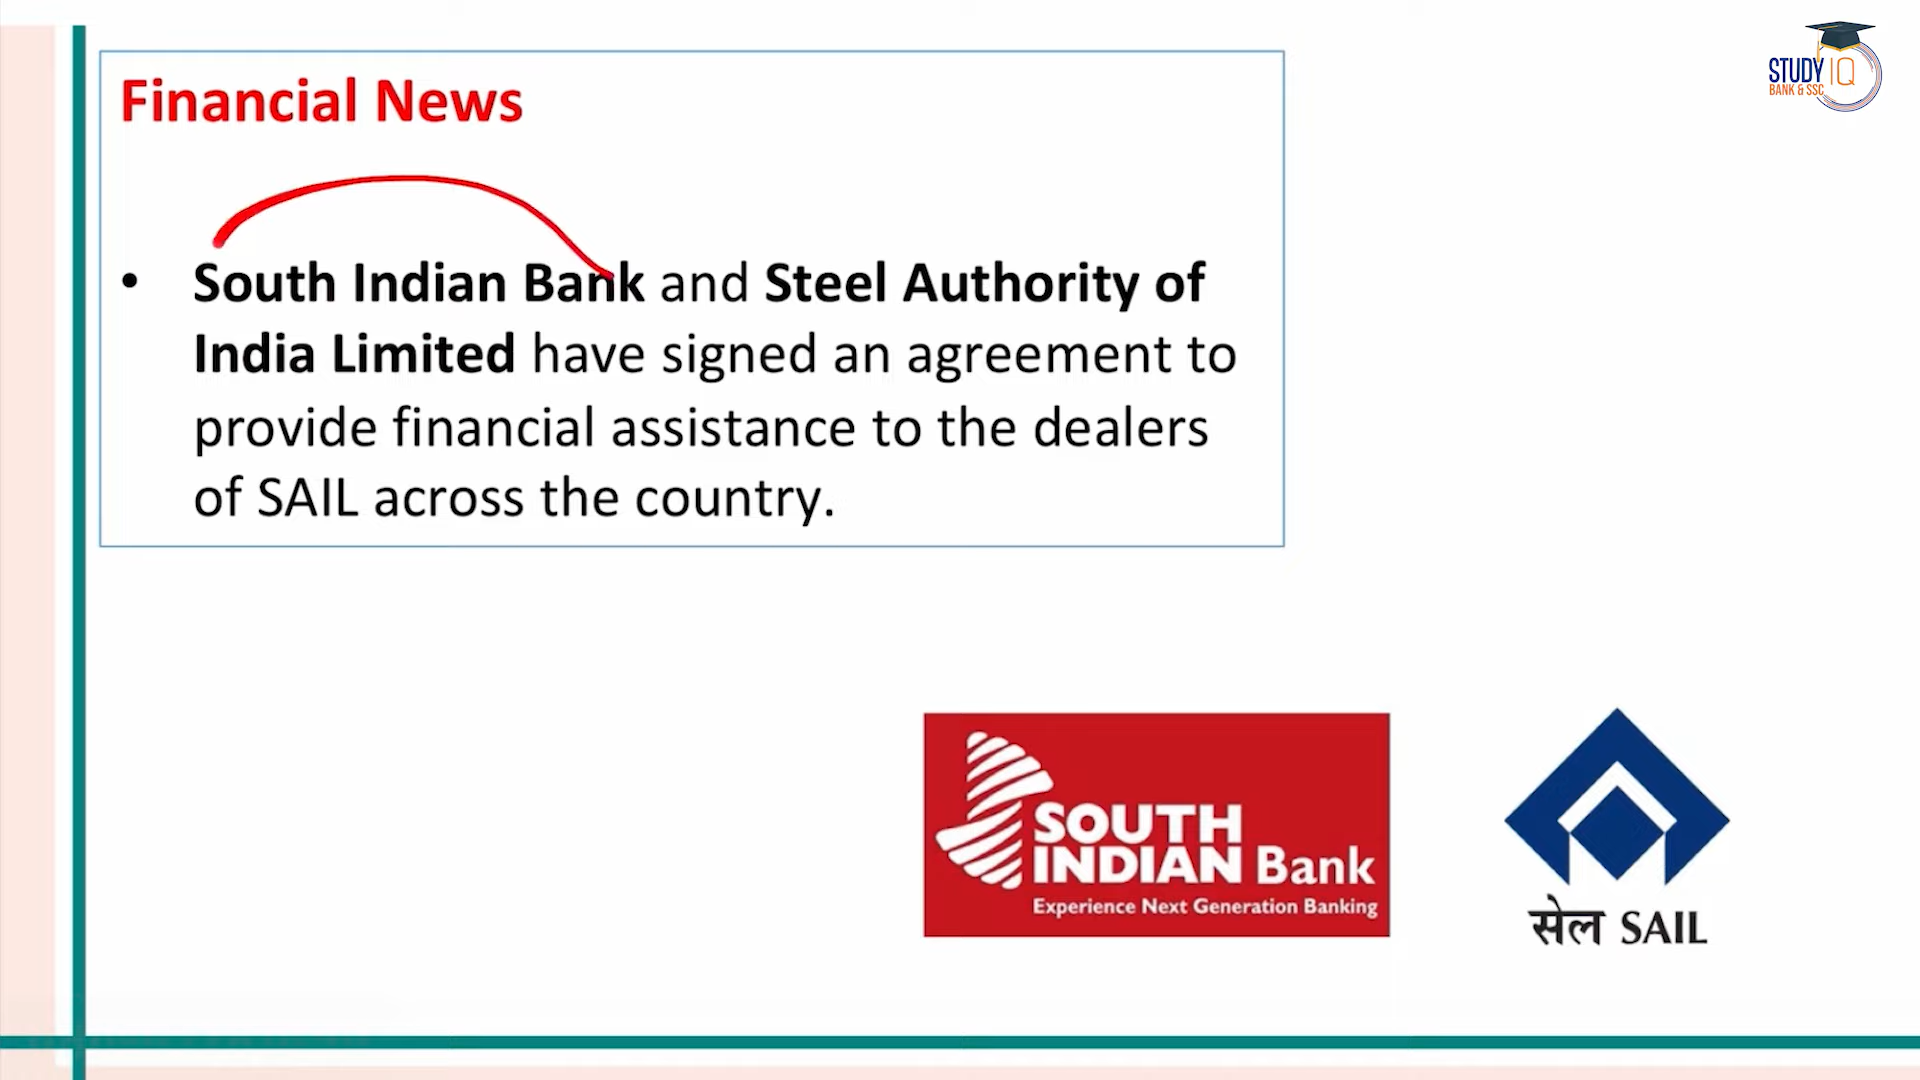 STUDY IQ
BANK & SSC
Financial News
• South Indian Bank and Steel Authority of
India Limited have signed an agreement to
provide financial assistance to the dealers
of SAIL across the country.
SOUTH
INDIAN Bank
Experience Next Generation Banking
सेल SAIL